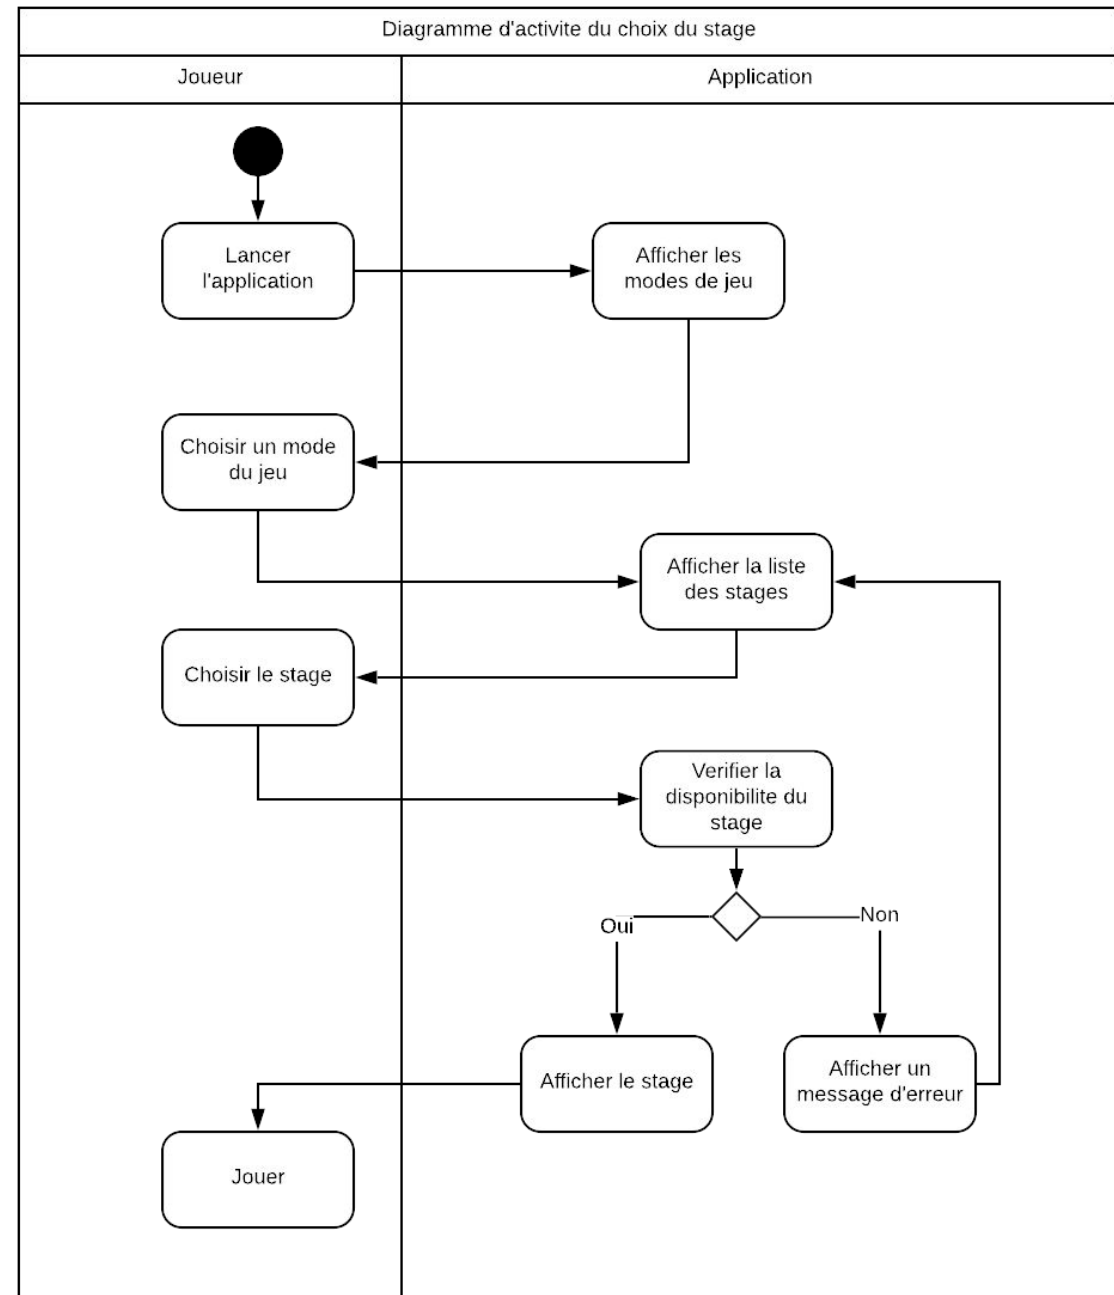 Diagramme d'activite du choix du stage
Joueur
Application
Lancer
l'application
Afficher les
modes de jeu
Choisir un mode
du jeu
Afficher la liste
des stages
Choisir le stage
Verifier la
disponibilite du
stage
Oui
Non
Afficher le stage
Afficher un
message d'erreur
Jouer